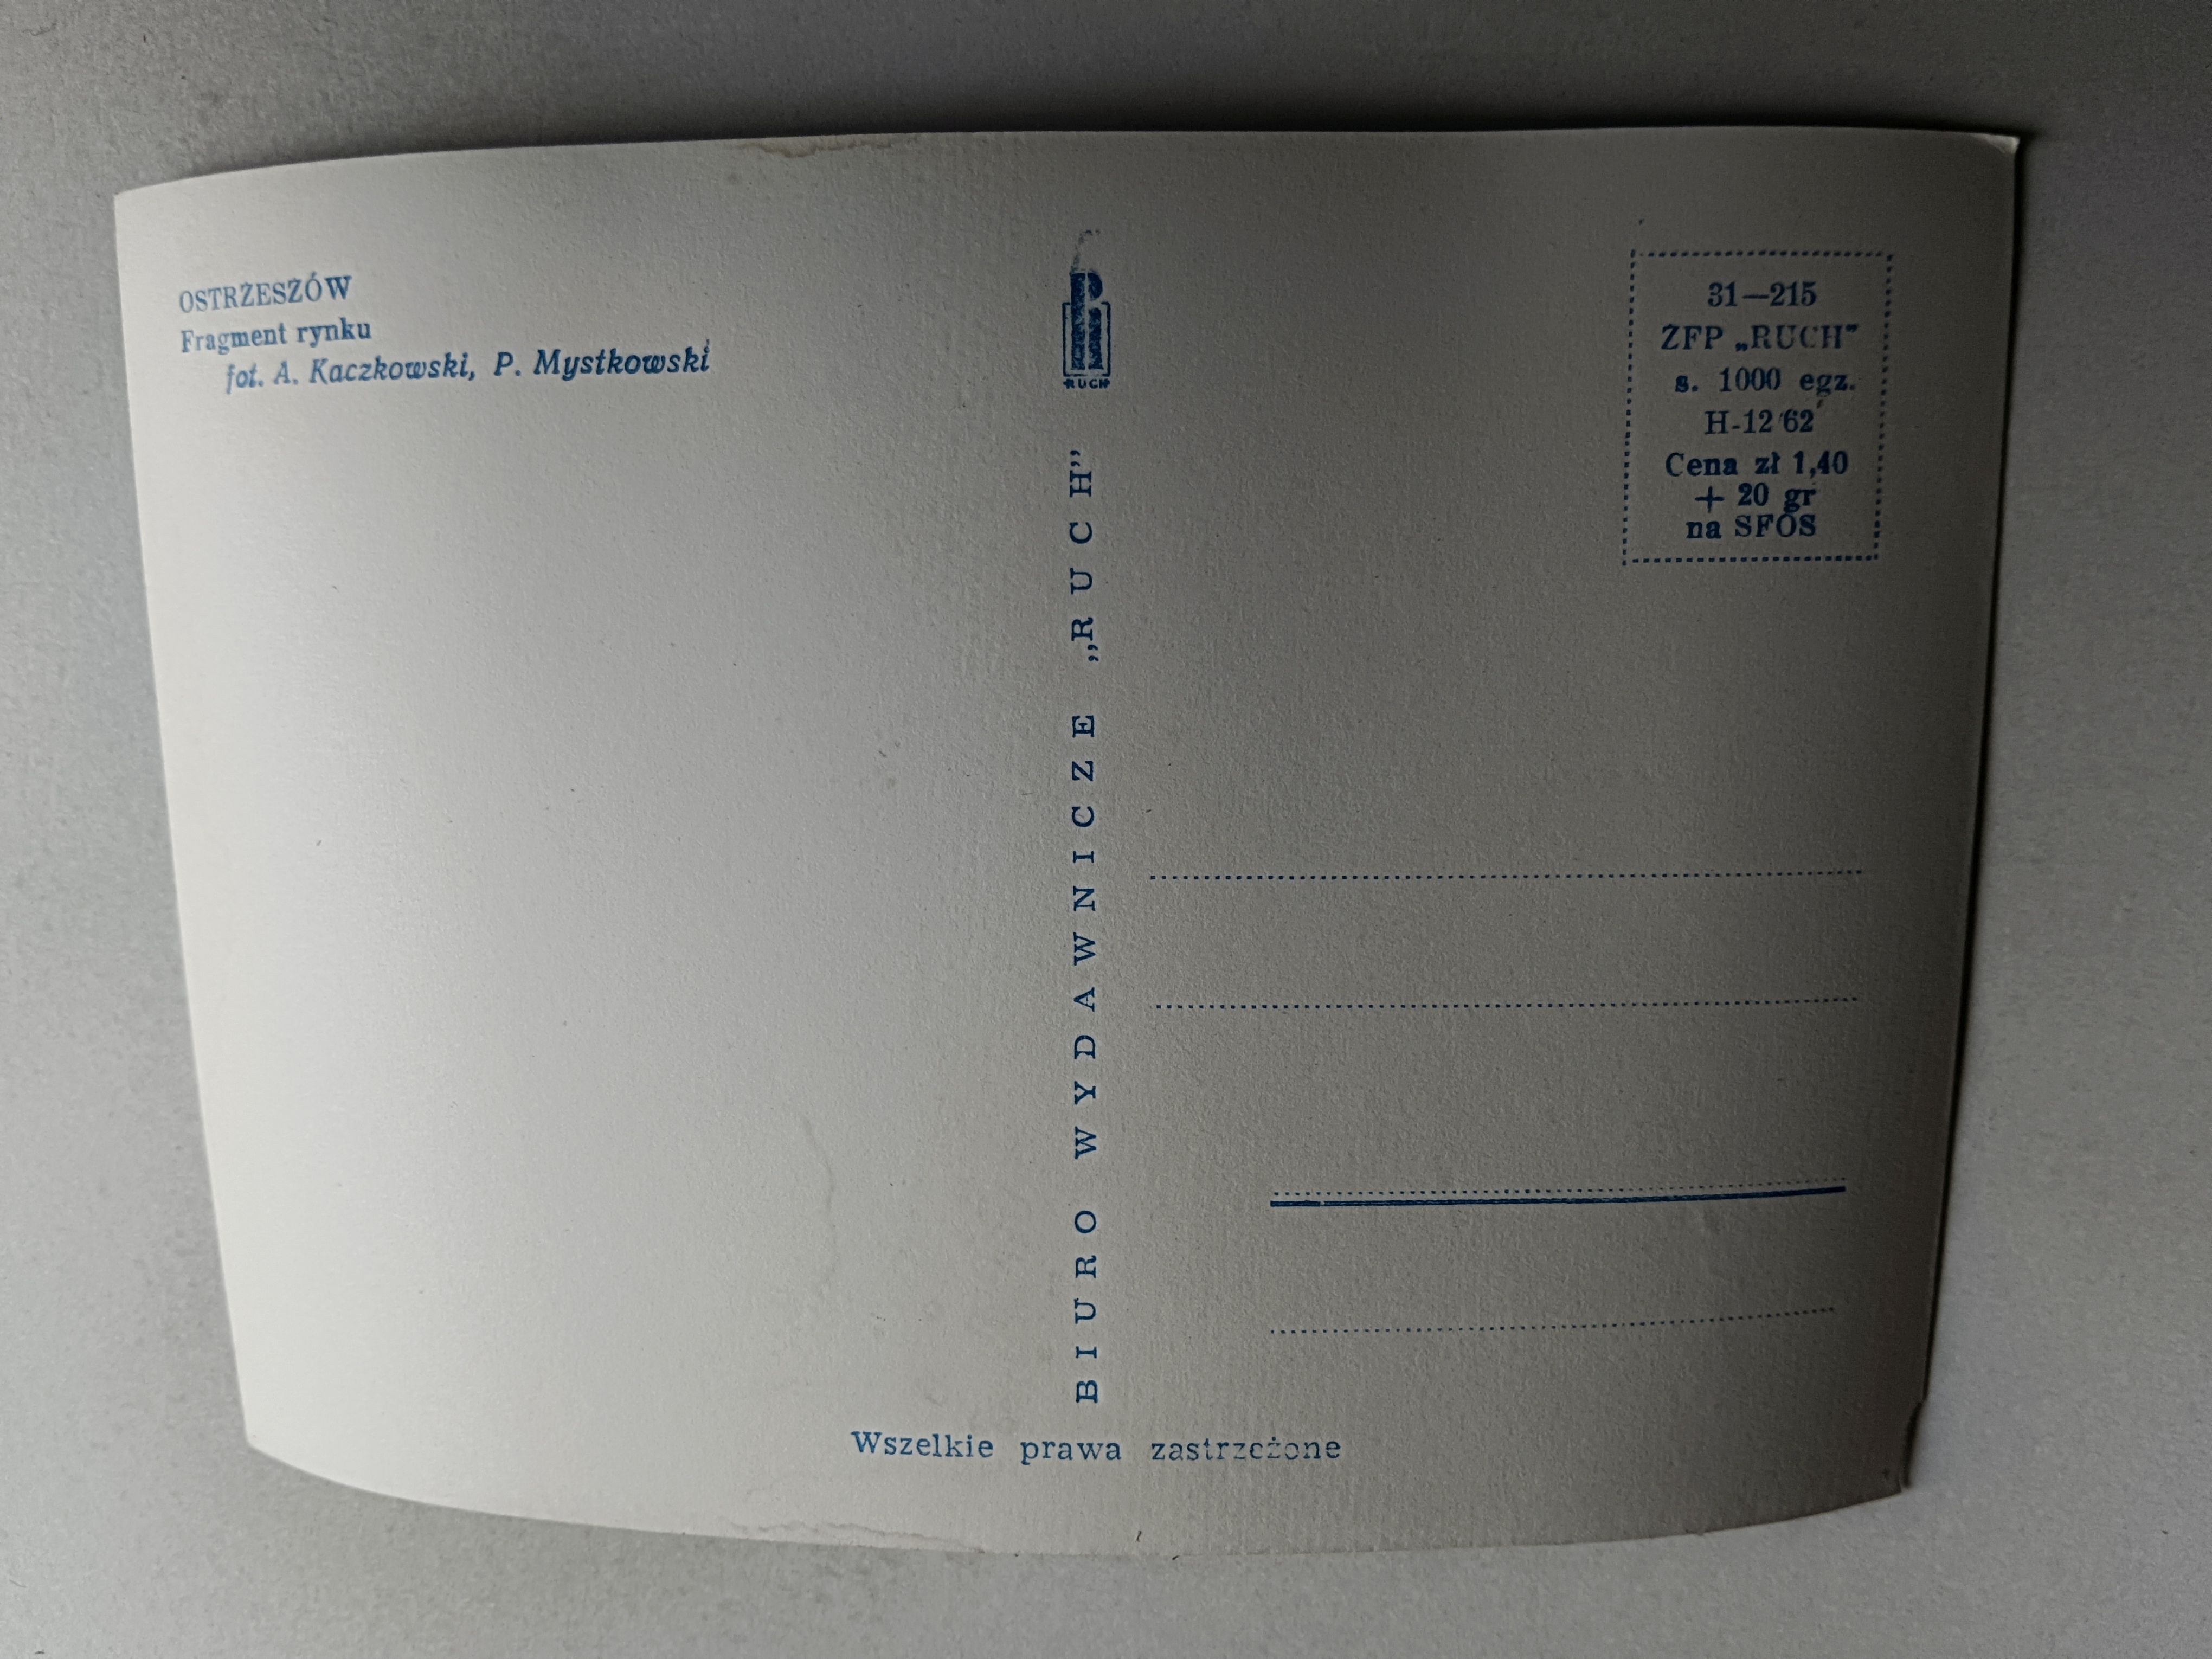 OSTRZESZÓW
Fragment rynku
fot. A. Kaczkowski, P. Mystkowski
RUCH
BIURO WYDAWNICZE „RUCH”
31—215
ZFP „RUCH”
s. 1000 egz.
H-12 62
Cena zł 1,40
+ 20 gr
na SFOS
Wszelkie prawa zastrzeżone